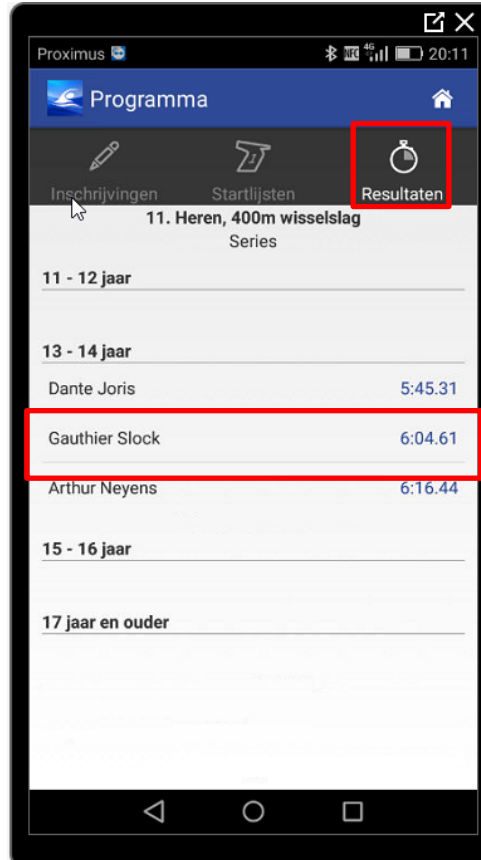 Proximus 4G 20:11
Programma
Inschrijvingen Startlijsten Resultaten
11. Heren, 400m wisselslag
Series
11 - 12 jaar
13 - 14 jaar
Dante Joris 5:45.31
Gauthier Slock 6:04.61
Arthur Neyens 6:16.44
15 - 16 jaar
17 jaar en ouder